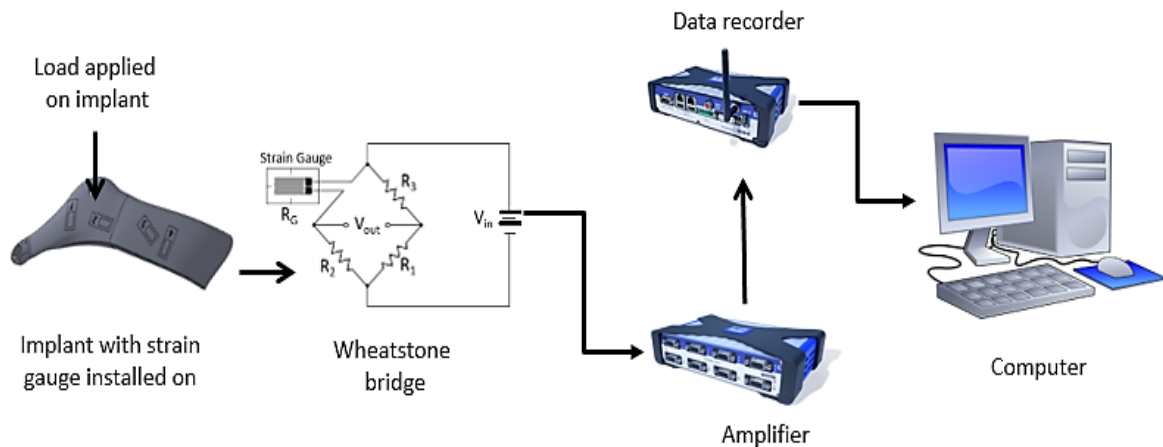 Data recorder
Load applied
on implant
Strain Gauge
R3
RG
Vout
Vin
R2
R1
Implant with strain
gauge installed on
Wheatstone
bridge
Computer
Amplifier